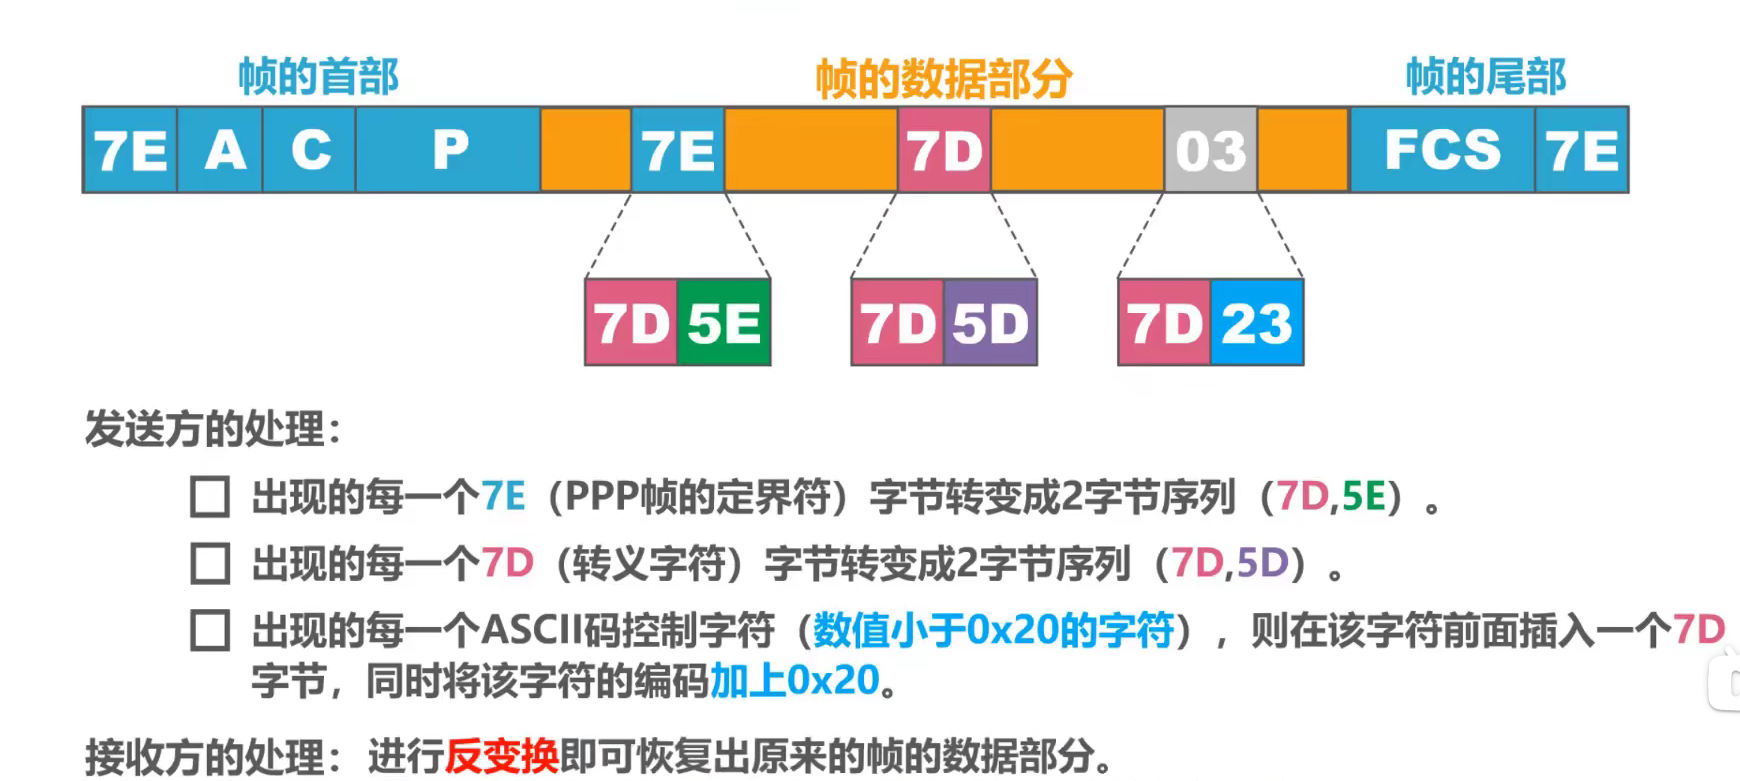 帧的首部 帧的数据部分 帧的尾部
7E A C P 7E 7D 03 FCS 7E
7D 5E 7D 5D 7D 23
发送方的处理：
出现的每一个7E（PPP帧的定界符）字节转变成2字节序列（7D,5E）。
出现的每一个7D（转义字符）字节转变成2字节序列（7D,5D）。
出现的每一个ASCII码控制字符（数值小于0x20的字符），则在该字符前面插入一个7D
字节，同时将该字符的编码加上0x20。
接收方的处理：进行反变换即可恢复出原来的帧的数据部分。